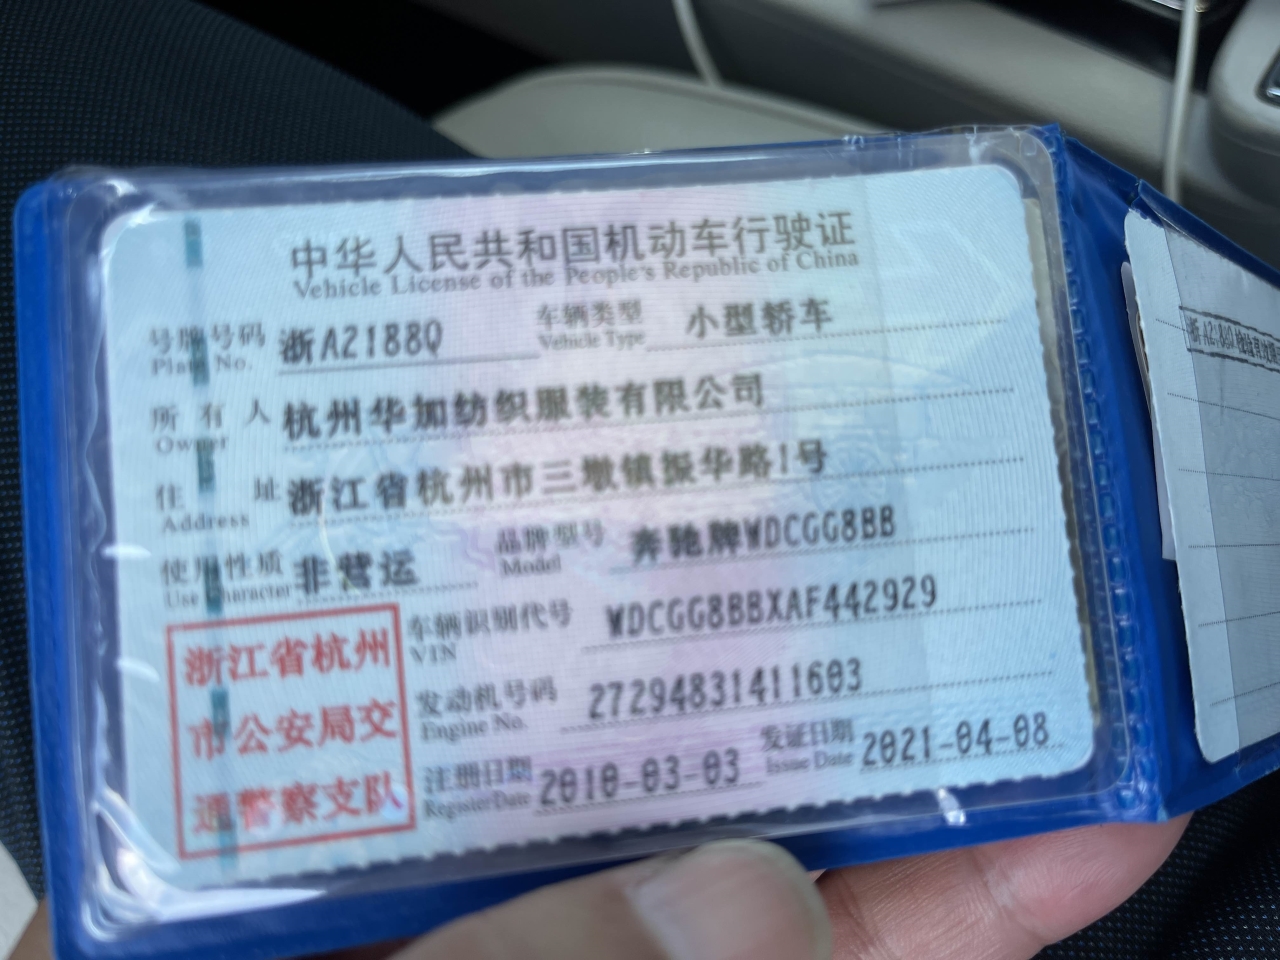 中华人民共和国机动车行驶证
Vehicle License of the People's Republic of China
号牌号码 浙A2188Q 车辆类型 小型轿车
Plate No. Vehicle Type
所有人 杭州华加纺织服装有限公司
Owner
住址 浙江省杭州市三墩镇振华路1号
Address
使用性质 非营运 品牌型号 奔驰牌WDCGG8BB
Use Character Model
车辆识别代号 WDCGG8BBXAF442929
VIN
发动机号码 27294831411603
Engine No.
注册日期 2010-03-03 发证日期 2021-04-08
Register Date Issue Date
浙江省杭州
市公安局交
通警察支队